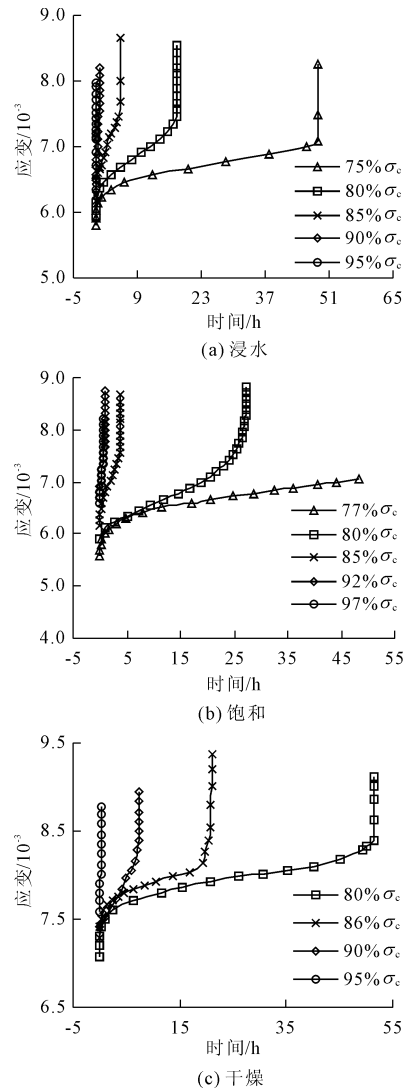 应变/10⁻³
9.0
8.0
7.0
6.0
5.0
75%σc
80%σc
85%σc
90%σc
95%σc
-5 9 23 37 51 65
时间/h
(a) 浸水
应变/10⁻³
9.0
8.0
7.0
6.0
5.0
4.0
77%σc
80%σc
85%σc
92%σc
97%σc
-5 5 15 25 35 45 55
时间/h
(b) 饱和
应变/10⁻³
9.5
8.5
7.5
6.5
80%σc
86%σc
90%σc
95%σc
-5 15 35 55
时间/h
(c) 干燥